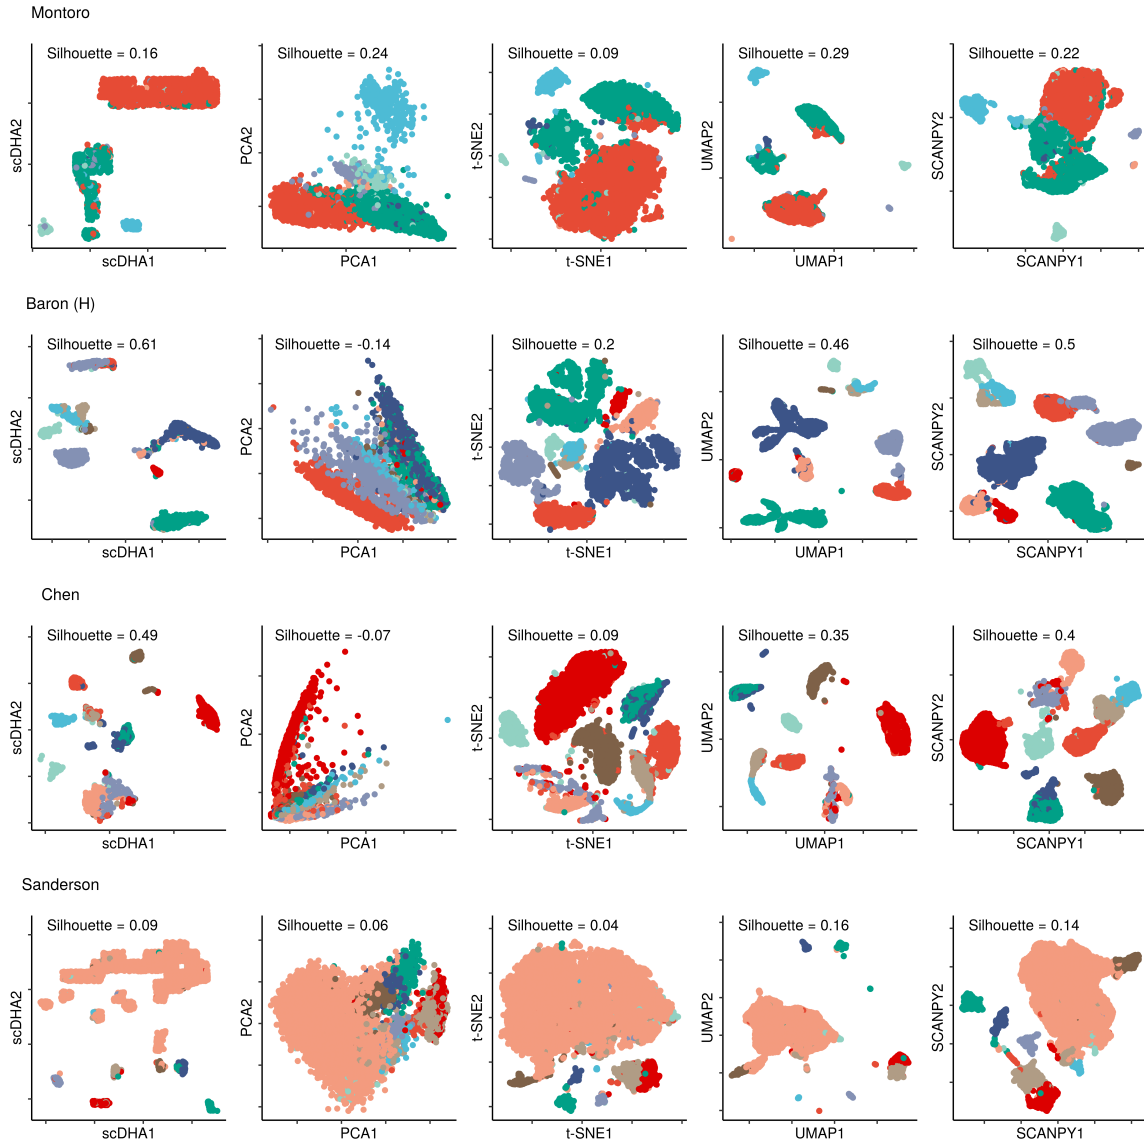 Montoro
Silhouette = 0.16
Silhouette = 0.24
Silhouette = 0.09
Silhouette = 0.29
Silhouette = 0.22
scDHA2
PCA2
t-SNE2
UMAP2
SCANPY2
scDHA1
PCA1
t-SNE1
UMAP1
SCANPY1
Baron (H)
Silhouette = 0.61
Silhouette = -0.14
Silhouette = 0.2
Silhouette = 0.46
Silhouette = 0.5
scDHA2
PCA2
t-SNE2
UMAP2
SCANPY2
scDHA1
PCA1
t-SNE1
UMAP1
SCANPY1
Chen
Silhouette = 0.49
Silhouette = -0.07
Silhouette = 0.09
Silhouette = 0.35
Silhouette = 0.4
scDHA2
PCA2
t-SNE2
UMAP2
SCANPY2
scDHA1
PCA1
t-SNE1
UMAP1
SCANPY1
Sanderson
Silhouette = 0.09
Silhouette = 0.06
Silhouette = 0.04
Silhouette = 0.16
Silhouette = 0.14
scDHA2
PCA2
t-SNE2
UMAP2
SCANPY2
scDHA1
PCA1
t-SNE1
UMAP1
SCANPY1